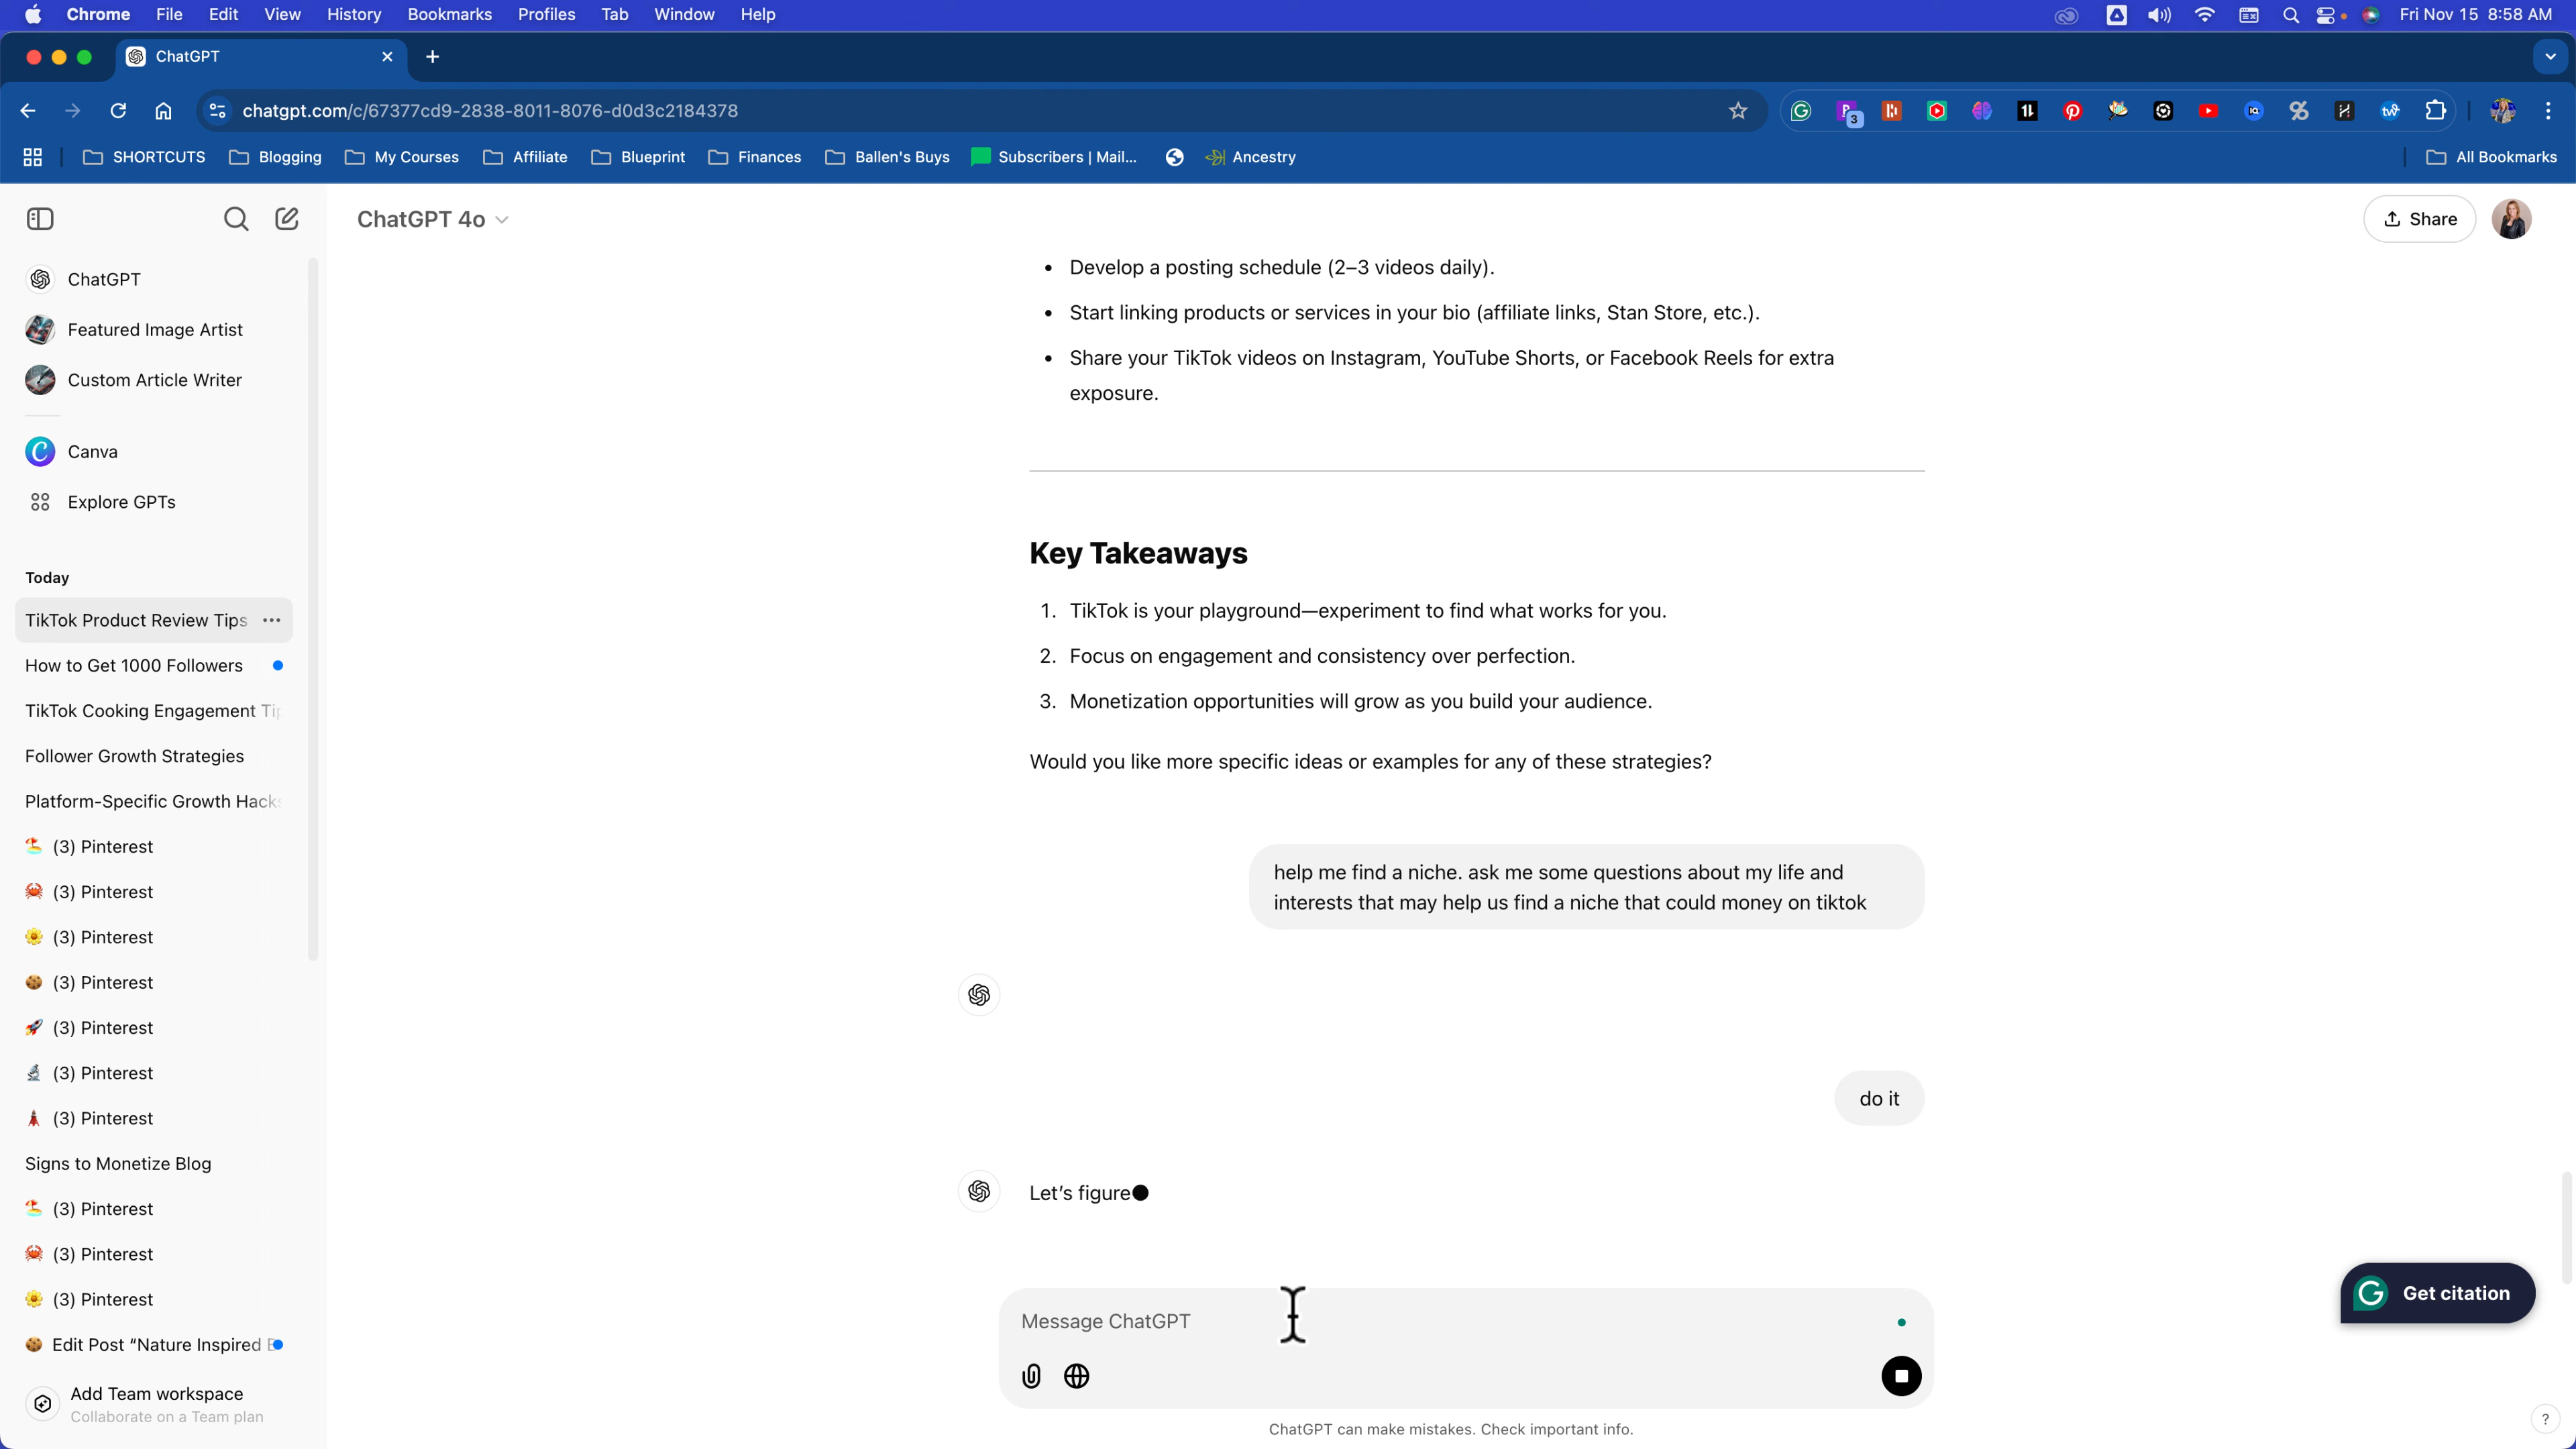 Chrome File Edit View History Bookmarks Profiles Tab Window Help Fri Nov 15 8:58 AM
ChatGPT
chatgpt.com/c/67377cd9-2838-8011-8076-d0d3c2184378
3
SHORTCUTS Blogging My Courses Affiliate Blueprint Finances Ballen's Buys Subscribers | Mail... Ancestry All Bookmarks
ChatGPT 4o
Share
ChatGPT
Featured Image Artist
Custom Article Writer
Canva
Explore GPTs
Today
TikTok Product Review Tips
How to Get 1000 Followers
TikTok Cooking Engagement Tip
Follower Growth Strategies
Platform-Specific Growth Hacks
(3) Pinterest
(3) Pinterest
(3) Pinterest
(3) Pinterest
(3) Pinterest
(3) Pinterest
(3) Pinterest
Signs to Monetize Blog
(3) Pinterest
(3) Pinterest
(3) Pinterest
Edit Post “Nature Inspired
Add Team workspace
Collaborate on a Team plan
• Develop a posting schedule (2–3 videos daily).
• Start linking products or services in your bio (affiliate links, Stan Store, etc.).
• Share your TikTok videos on Instagram, YouTube Shorts, or Facebook Reels for extra
exposure.
Key Takeaways
1. TikTok is your playground—experiment to find what works for you.
2. Focus on engagement and consistency over perfection.
3. Monetization opportunities will grow as you build your audience.
Would you like more specific ideas or examples for any of these strategies?
help me find a niche. ask me some questions about my life and
interests that may help us find a niche that could money on tiktok
do it
Let’s figure
Get citation
Message ChatGPT
ChatGPT can make mistakes. Check important info.
?